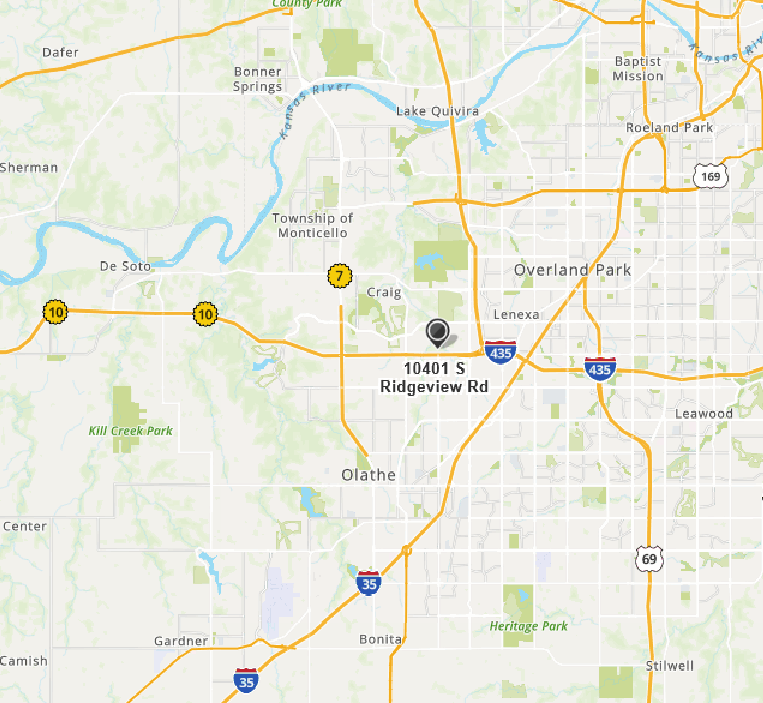 County Park
Dafer
Baptist
Mission
Kansas Riv
Bonner
Springs
Kansas River
Lake Quivira
Roeland Park
Sherman
169
Township of
Monticello
De Soto
7
Overland Park
Craig
10
10
Lenexa
435
435
10401 S
Ridgeview Rd
Leawood
Kill Creek Park
Olathe
Center
69
35
Heritage Park
Gardner
Bonita
Camish
Stilwell
35